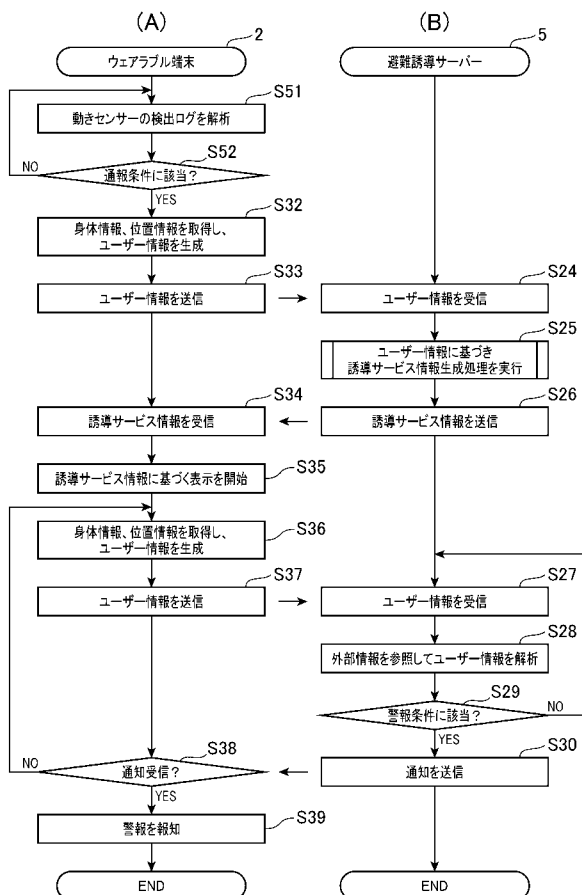 (A)
(B)
2
5
ウェアラブル端末
避難誘導サーバー
S51
動きセンサーの検出ログを解析
S52
NO
通報条件に該当?
YES
S32
身体情報、位置情報を取得し、
ユーザー情報を生成
S33
S24
ユーザー情報を送信
ユーザー情報を受信
S25
ユーザー情報に基づき
誘導サービス情報生成処理を実行
S34
S26
誘導サービス情報を受信
誘導サービス情報を送信
S35
誘導サービス情報に基づく表示を開始
S36
身体情報、位置情報を取得し、
ユーザー情報を生成
S37
S27
ユーザー情報を送信
ユーザー情報を受信
S28
外部情報を参照してユーザー情報を解析
S29
警報条件に該当?
NO
YES
S38
S30
NO
通知受信?
通知を送信
YES
S39
警報を報知
END
END